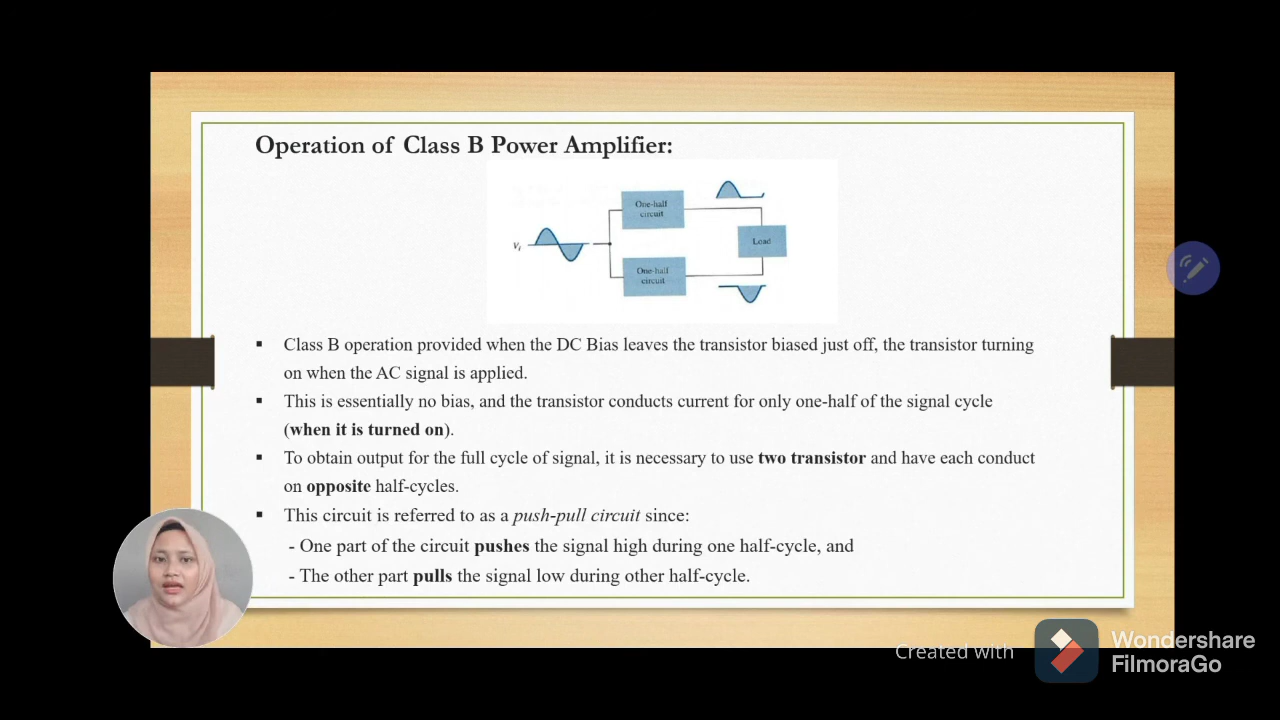 Operation of Class B Power Amplifier:
One-half
circuit
Vi
Load
One-half
circuit
▪ Class B operation provided when the DC Bias leaves the transistor biased just off, the transistor turning
on when the AC signal is applied.
▪ This is essentially no bias, and the transistor conducts current for only one-half of the signal cycle
(when it is turned on).
▪ To obtain output for the full cycle of signal, it is necessary to use two transistor and have each conduct
on opposite half-cycles.
▪ This circuit is referred to as a push-pull circuit since:
- One part of the circuit pushes the signal high during one half-cycle, and
- The other part pulls the signal low during other half-cycle.
Created with
Wondershare
FilmoraGo